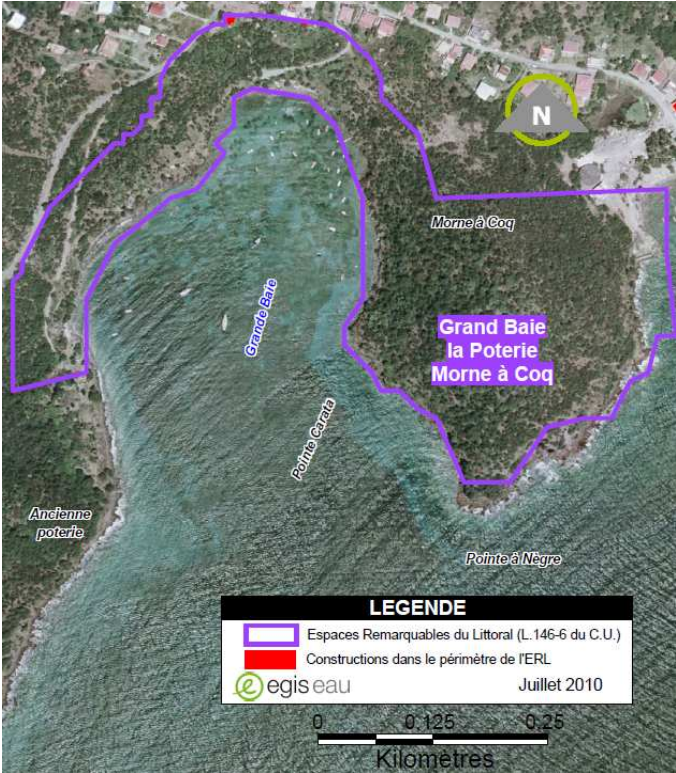 N
Morne à Coq
Grande Baie
Grand Baie
la Poterie
Morne à Coq
Pointe Carata
Ancienne
poterie
Pointe à Nègre
LEGENDE
Espaces Remarquables du Littoral (L.146-6 du C.U.)
Constructions dans le périmètre de l'ERL
egis eau Juillet 2010
0 0,125 0,25
Kilomètres